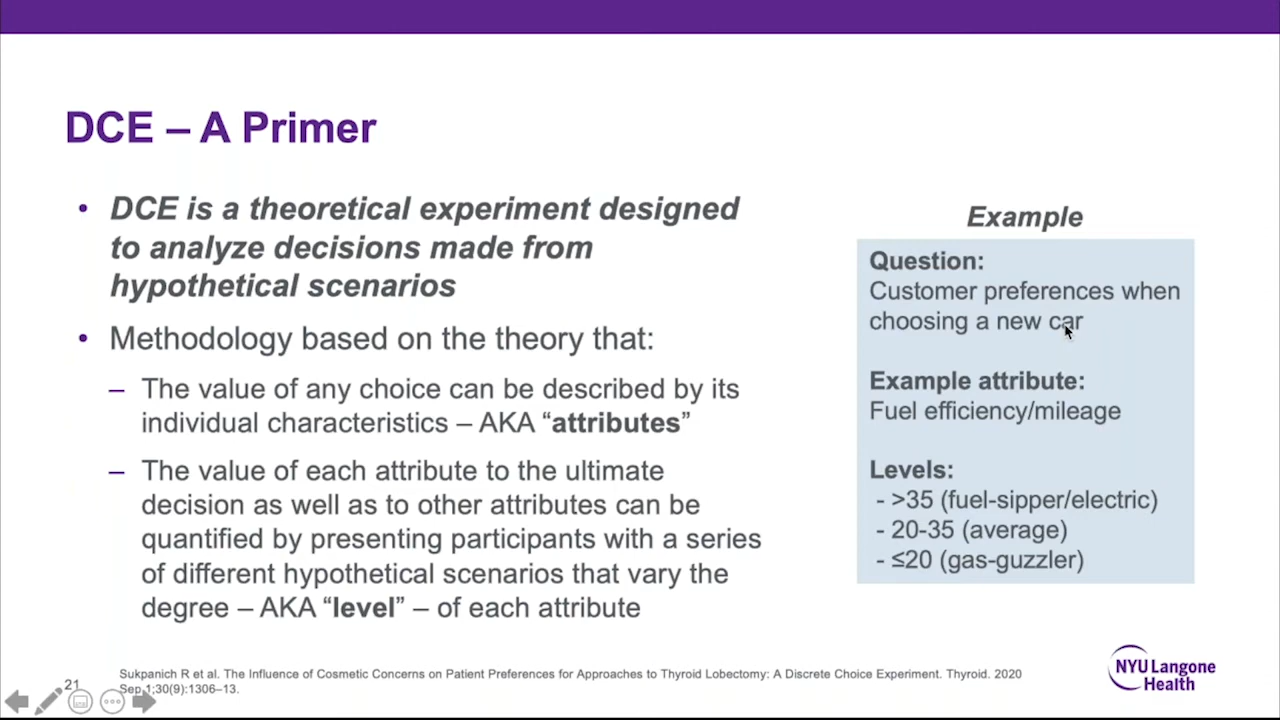 DCE – A Primer
• DCE is a theoretical experiment designed
to analyze decisions made from
hypothetical scenarios
• Methodology based on the theory that:
– The value of any choice can be described by its
individual characteristics – AKA “attributes”
– The value of each attribute to the ultimate
decision as well as to other attributes can be
quantified by presenting participants with a series
of different hypothetical scenarios that vary the
degree – AKA “level” – of each attribute
Example
Question:
Customer preferences when
choosing a new car
Example attribute:
Fuel efficiency/mileage
Levels:
- >35 (fuel-sipper/electric)
- 20-35 (average)
- ≤20 (gas-guzzler)
Sukpanich R et al. The Influence of Cosmetic Concerns on Patient Preferences for Approaches to Thyroid Lobectomy: A Discrete Choice Experiment. Thyroid. 2020
Sep 1;30(9):1306–13.
21
NYU Langone
Health